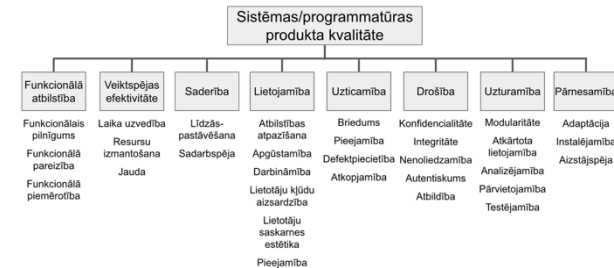 Sistēmas/programmatūras
produkta kvalitāte
Funkcionālā
atbilstība
Funkcionālais
pilnīgums
Funkcionālā
pareizība
Funkcionālā
piemērotība
Veiktspējas
efektivitāte
Laika uzvedība
Resursu
izmantošana
Jauda
Saderība
Līdzās-
pastāvēšana
Sadarbspēja
Lietojamība
Atbilstības
atpazīšana
Apgūstamība
Darbināmība
Lietotāju kļūdu
aizsardzība
Lietotāju
saskarnes
estētika
Pieejamība
Uzticamība
Briedums
Pieejamība
Defektpiecietība
Atkopjamība
Drošība
Konfidencialitāte
Integritāte
Nenoliedzamība
Autentiskums
Atbildība
Uzturamība
Modularitāte
Atkārtota
lietojamība
Analizējamība
Pārvietojamība
Testējamība
Pārnesamība
Adaptācija
Instalējamība
Aizstājspēja